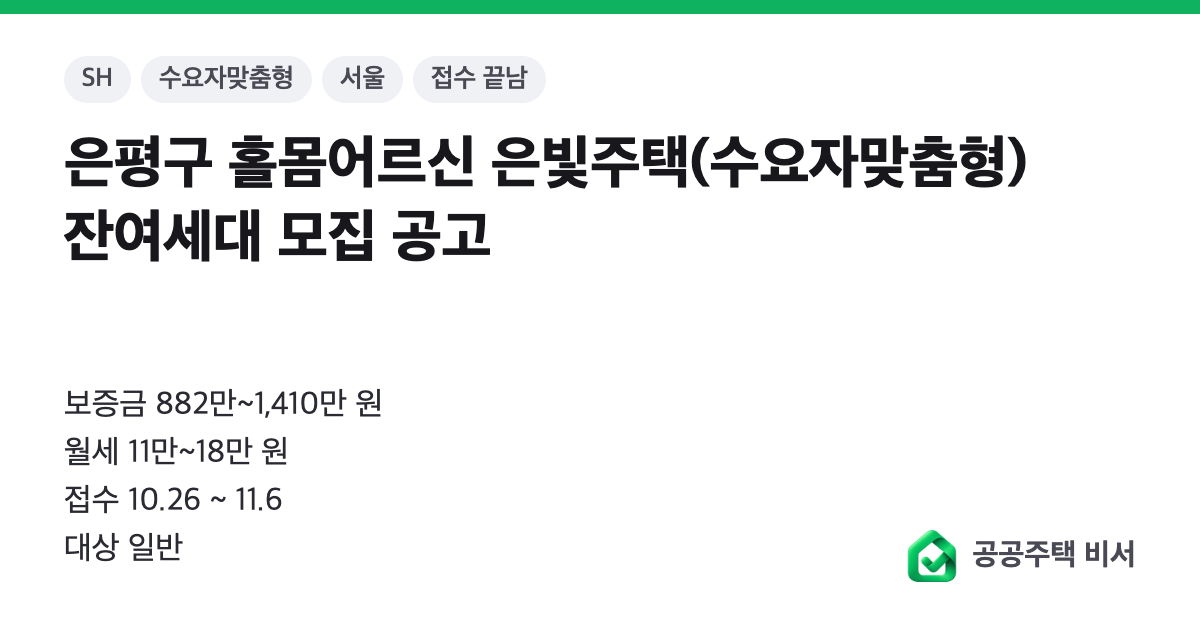 SH 수요자맞춤형 서울 접수 끝남
은평구 홀몸어르신 은빛주택(수요자맞춤형)
잔여세대 모집 공고
보증금 882만~1,410만 원
월세 11만~18만 원
접수 10.26 ~ 11.6
대상 일반
공공주택 비서